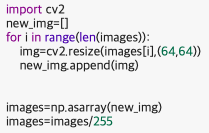 import cv2
new_img=[]
for i in range(len(images)):
    img=cv2.resize(images[i],(64,64))
    new_img.append(img)

images=np.asarray(new_img)
images=images/255